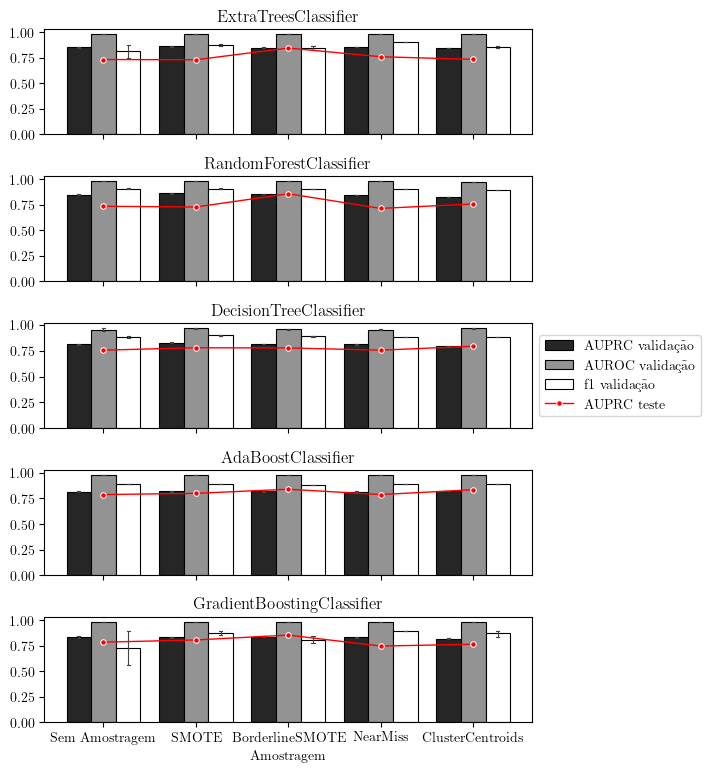 ExtraTreesClassifier
1.00
0.75
0.50
0.25
0.00
RandomForestClassifier
1.00
0.75
0.50
0.25
0.00
DecisionTreeClassifier
1.00
0.75
0.50
0.25
0.00
AUPRC validação
AUROC validação
f1 validação
AUPRC teste
AdaBoostClassifier
1.00
0.75
0.50
0.25
0.00
GradientBoostingClassifier
1.00
0.75
0.50
0.25
0.00
Sem Amostragem SMOTE BorderlineSMOTE NearMiss ClusterCentroids
Amostragem